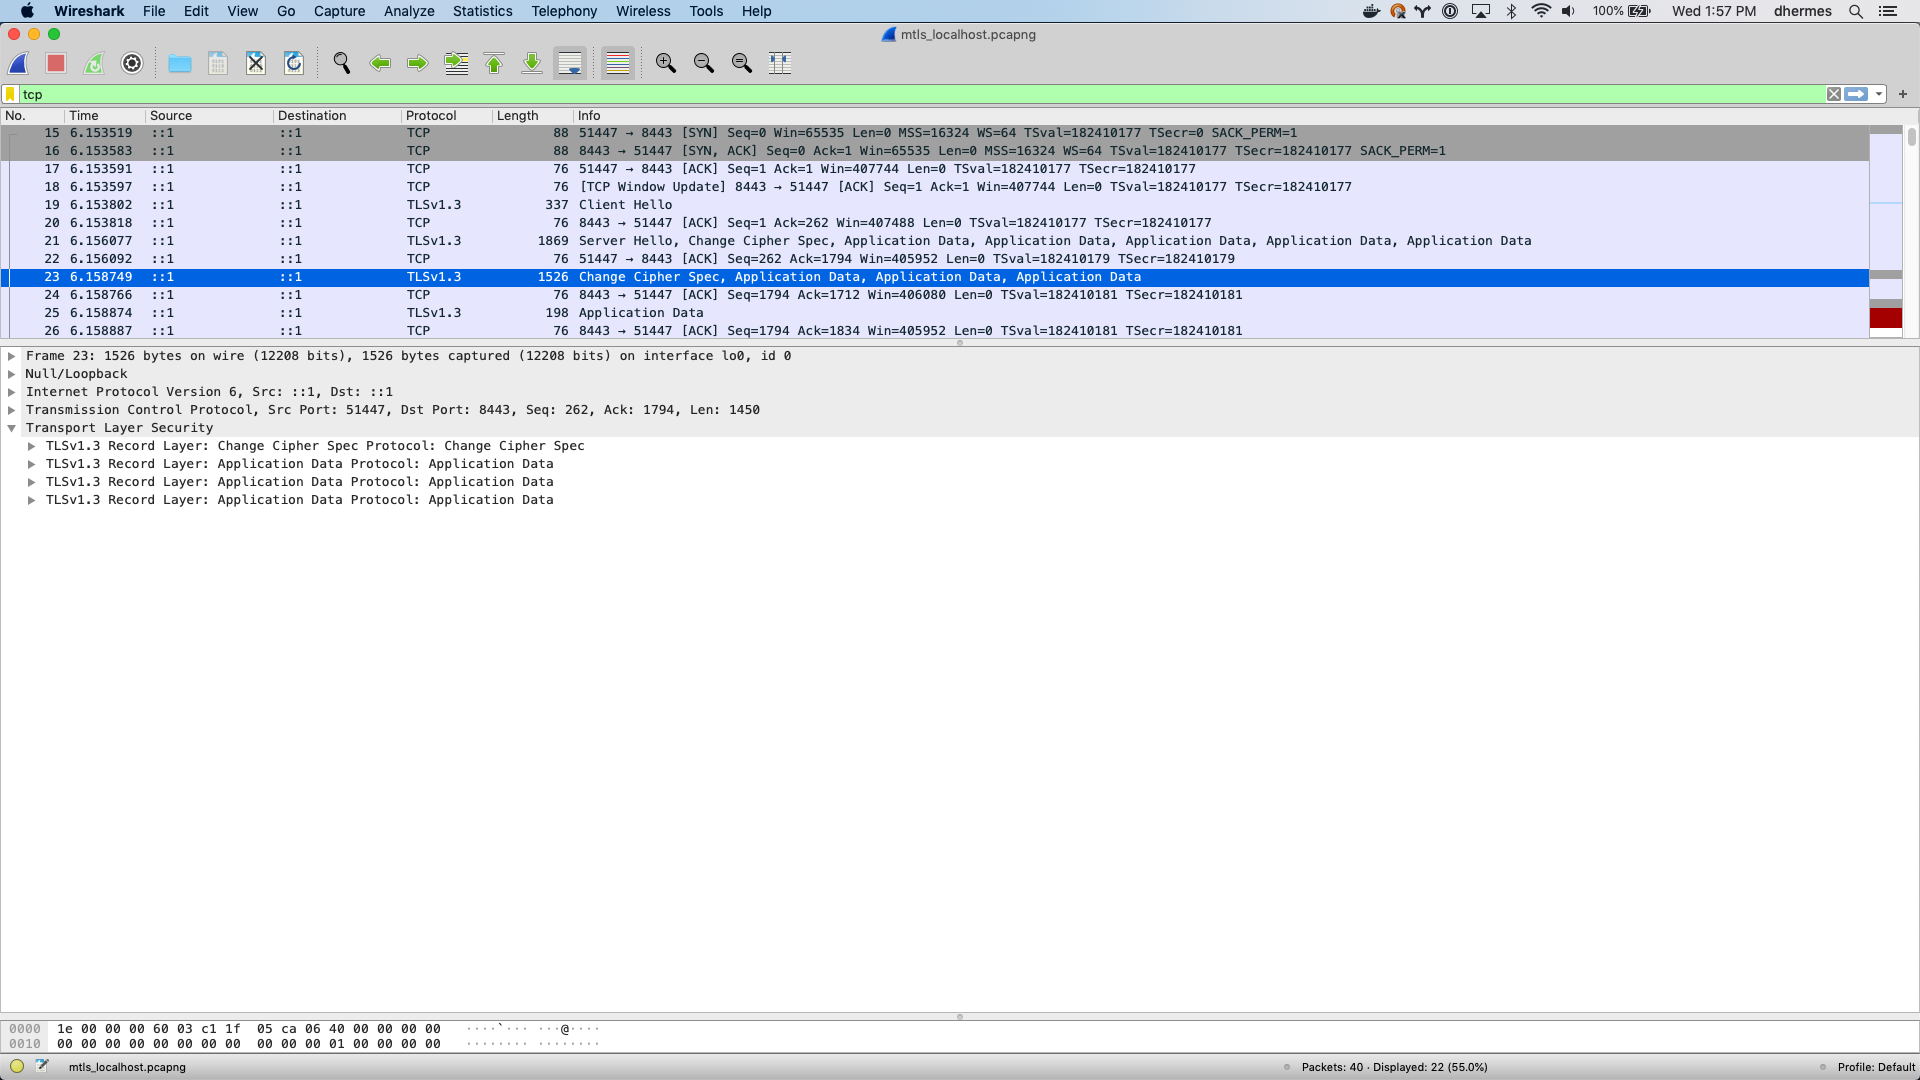 Wireshark File Edit View Go Capture Analyze Statistics Telephony Wireless Tools Help 100% Wed 1:57 PM dhermes
mtls_localhost.pcapng
tcp
No. Time Source Destination Protocol Length Info
15 6.153519 ::1 ::1 TCP 88 51447 → 8443 [SYN] Seq=0 Win=65535 Len=0 MSS=16324 WS=64 TSval=182410177 TSecr=0 SACK_PERM=1
16 6.153583 ::1 ::1 TCP 88 8443 → 51447 [SYN, ACK] Seq=0 Ack=1 Win=65535 Len=0 MSS=16324 WS=64 TSval=182410177 TSecr=182410177 SACK_PERM=1
17 6.153591 ::1 ::1 TCP 76 51447 → 8443 [ACK] Seq=1 Ack=1 Win=407744 Len=0 TSval=182410177 TSecr=182410177
18 6.153597 ::1 ::1 TCP 76 [TCP Window Update] 8443 → 51447 [ACK] Seq=1 Ack=1 Win=407744 Len=0 TSval=182410177 TSecr=182410177
19 6.153802 ::1 ::1 TLSv1.3 337 Client Hello
20 6.153818 ::1 ::1 TCP 76 8443 → 51447 [ACK] Seq=1 Ack=262 Win=407488 Len=0 TSval=182410177 TSecr=182410177
21 6.156077 ::1 ::1 TLSv1.3 1869 Server Hello, Change Cipher Spec, Application Data, Application Data, Application Data, Application Data, Application Data
22 6.156092 ::1 ::1 TCP 76 51447 → 8443 [ACK] Seq=262 Ack=1794 Win=405952 Len=0 TSval=182410179 TSecr=182410179
23 6.158749 ::1 ::1 TLSv1.3 1526 Change Cipher Spec, Application Data, Application Data, Application Data
24 6.158766 ::1 ::1 TCP 76 8443 → 51447 [ACK] Seq=1794 Ack=1712 Win=406080 Len=0 TSval=182410181 TSecr=182410181
25 6.158874 ::1 ::1 TLSv1.3 198 Application Data
26 6.158887 ::1 ::1 TCP 76 8443 → 51447 [ACK] Seq=1794 Ack=1834 Win=405952 Len=0 TSval=182410181 TSecr=182410181
Frame 23: 1526 bytes on wire (12208 bits), 1526 bytes captured (12208 bits) on interface lo0, id 0
Null/Loopback
Internet Protocol Version 6, Src: ::1, Dst: ::1
Transmission Control Protocol, Src Port: 51447, Dst Port: 8443, Seq: 262, Ack: 1794, Len: 1450
Transport Layer Security
TLSv1.3 Record Layer: Change Cipher Spec Protocol: Change Cipher Spec
TLSv1.3 Record Layer: Application Data Protocol: Application Data
TLSv1.3 Record Layer: Application Data Protocol: Application Data
TLSv1.3 Record Layer: Application Data Protocol: Application Data
0000 1e 00 00 00 60 03 c1 1f 05 ca 06 40 00 00 00 00 ····`··· ···@····
0010 00 00 00 00 00 00 00 00 00 00 00 01 00 00 00 00 ········ ········
mtls_localhost.pcapng Packets: 40 · Displayed: 22 (55.0%) Profile: Default